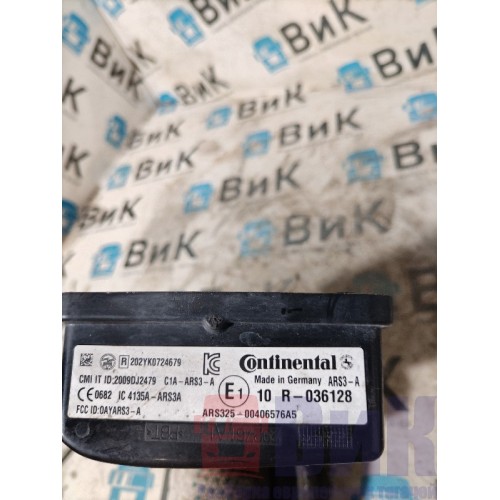 ВиК
ВиК
ВиК
ВиК
ВиК
ВиК
ВиК
ВиК
R 202YK0724679
Continental
CMI IT ID:2009DJ2479 C1A-ARS3-A
Made in Germany ARS3-A
CE0682 IC 4135A-ARS3A
E1 10 R-036128
FCC ID:OAYARS3-A
ARS325-00406576A5
ВИК